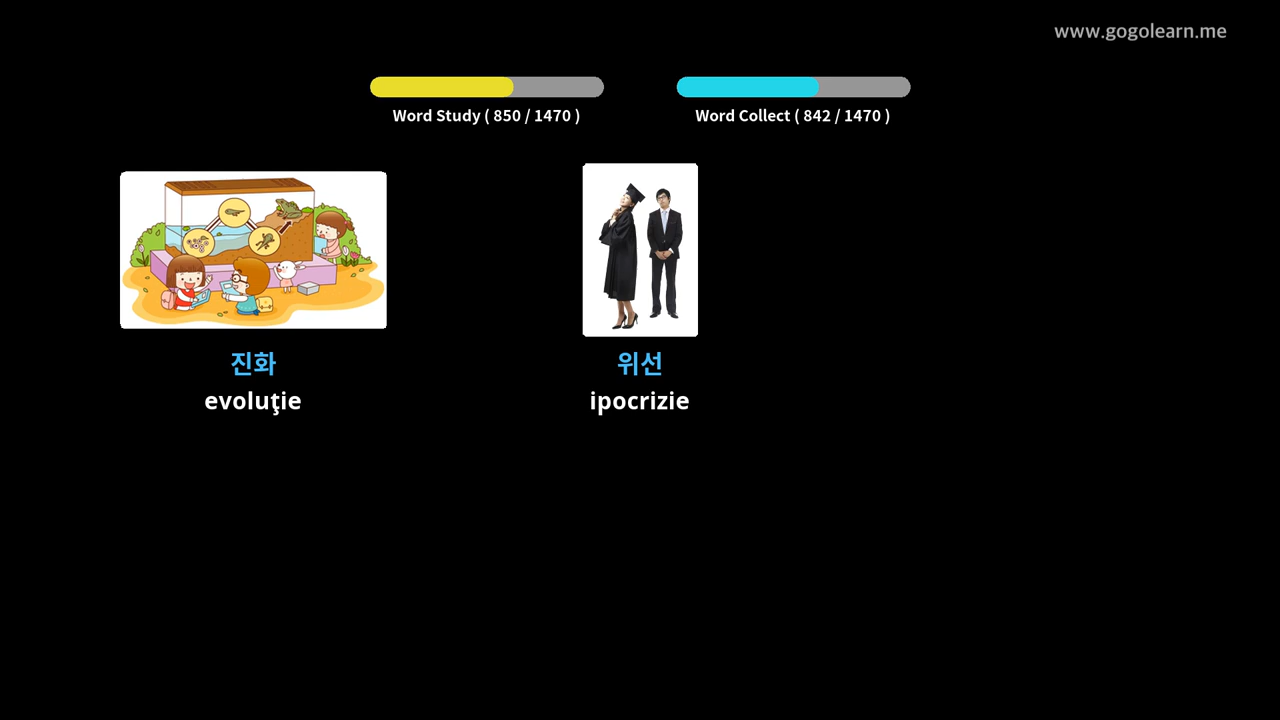 www.gogolearn.me
Word Study ( 850 / 1470 )
Word Collect ( 842 / 1470 )
진화
evoluţie
위선
ipocrizie